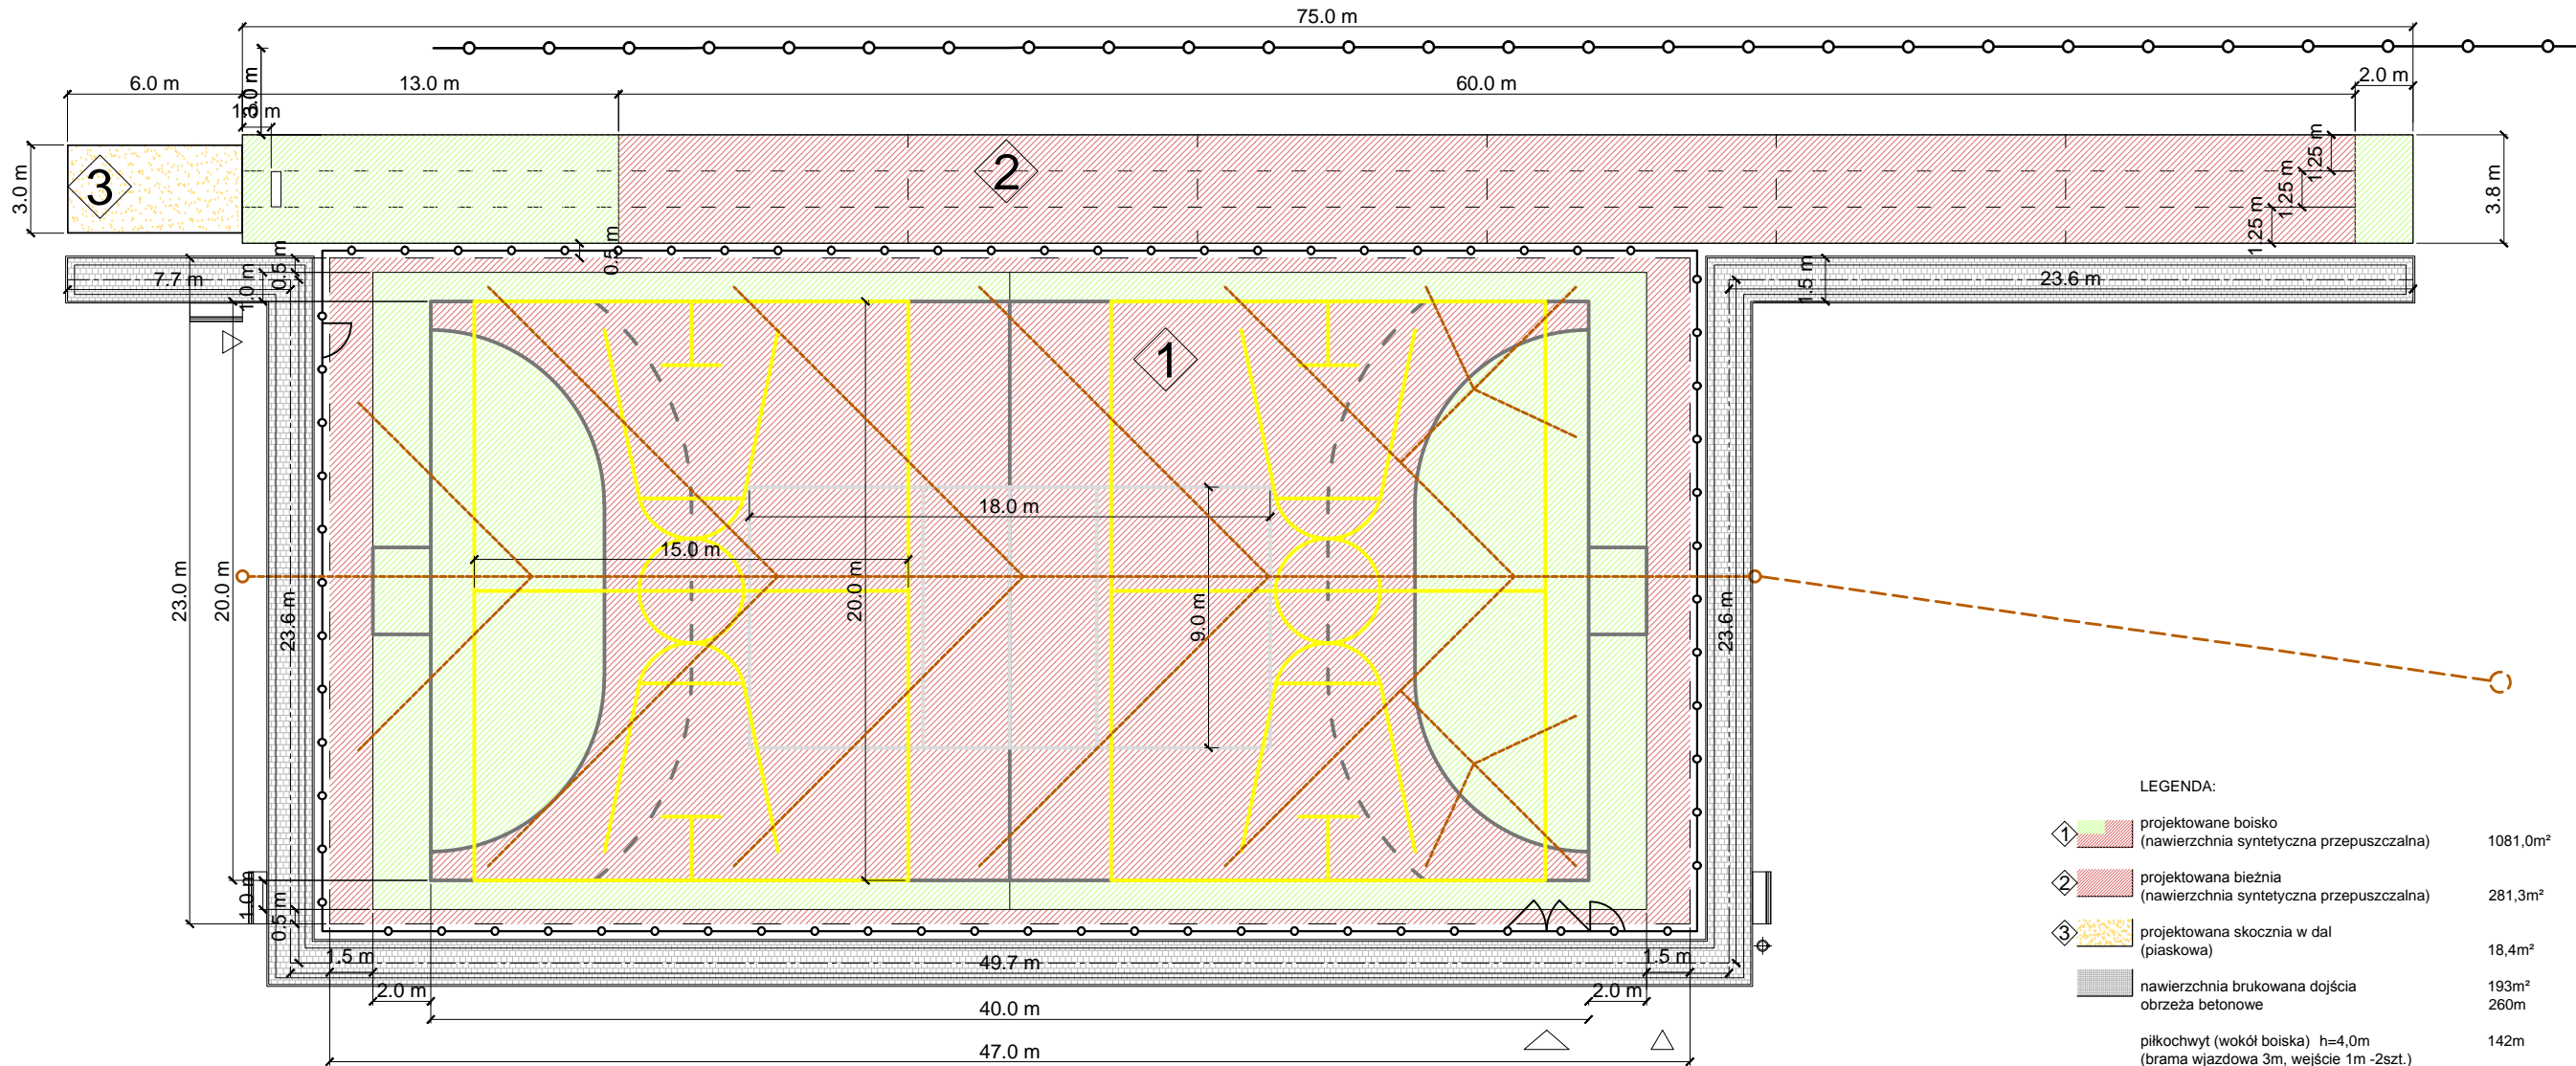 75.0 m
6.0 m
13.0 m
60.0 m
2.0 m
3.0 m
3.0 m
3
2
1.25 m
1.25 m
1.25 m
3.8 m
7.7 m
0.5 m
1.0 m
0.5 m
1.5 m
23.6 m
1
18.0 m
15.0 m
23.0 m
20.0 m
23.6 m
20.0 m
9.0 m
23.6 m
1.0 m
0.5 m
1.5 m
49.7 m
1.5 m
2.0 m
2.0 m
40.0 m
47.0 m
LEGENDA:
1 projektowane boisko
(nawierzchnia syntetyczna przepuszczalna) 1081,0m²
2 projektowana bieżnia
(nawierzchnia syntetyczna przepuszczalna) 281,3m²
3 projektowana skocznia w dal
(piaskowa) 18,4m²
nawierzchnia brukowana dojścia 193m²
obrzeża betonowe 260m
piłkochwyt (wokół boiska) h=4,0m 142m
(brama wjazdowa 3m, wejście 1m -2szt.)